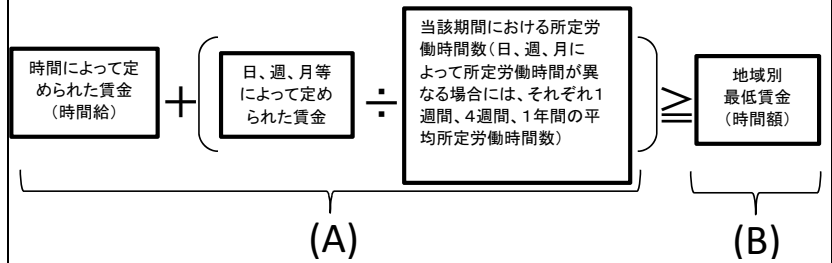 時間によって定
められた賃金
(時間給)
+
日、週、月等
によって定め
られた賃金
÷
当該期間における所定労
働時間数(日、週、月に
よって所定労働時間が異
なる場合には、それぞれ1
週間、4週間、1年間の平
均所定労働時間数)
≧
地域別
最低賃金
(時間額)
(A)
(B)